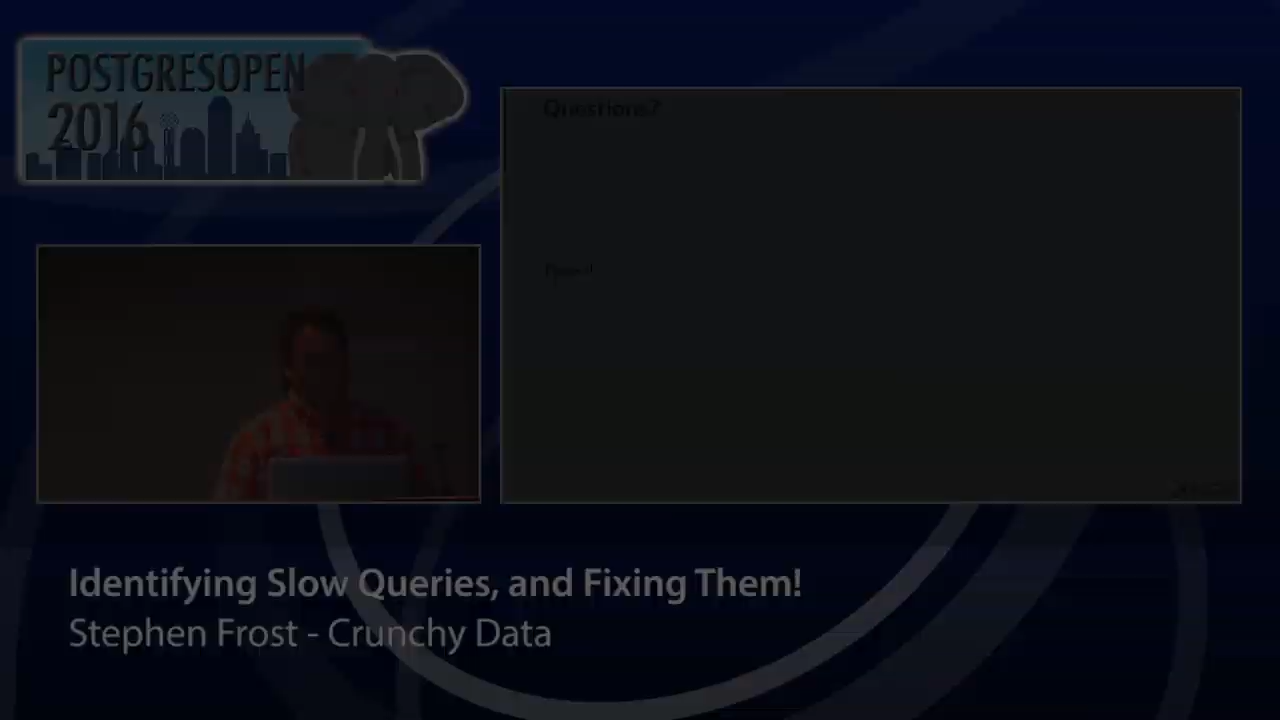 POSTGRESOPEN
2016
Questions?
Identifying Slow Queries, and Fixing Them!
Stephen Frost - Crunchy Data